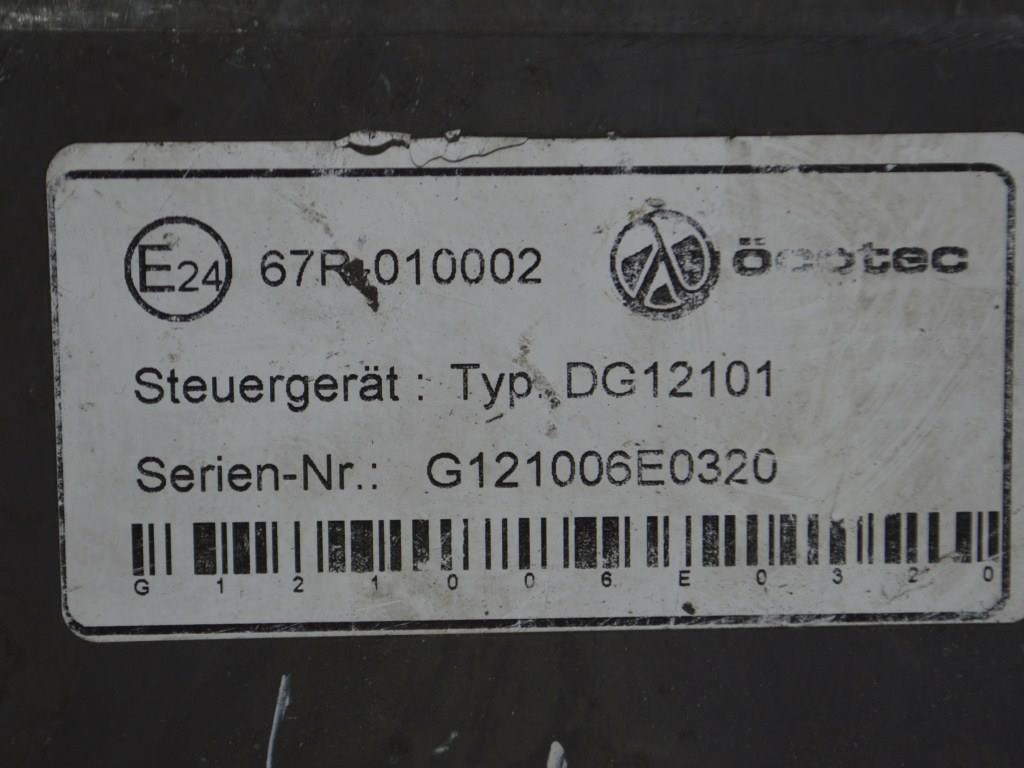 E24 67R-010002 öcotec
Steuergerät : Typ. DG12101
Serien-Nr.: G121006E0320
G121006E0320